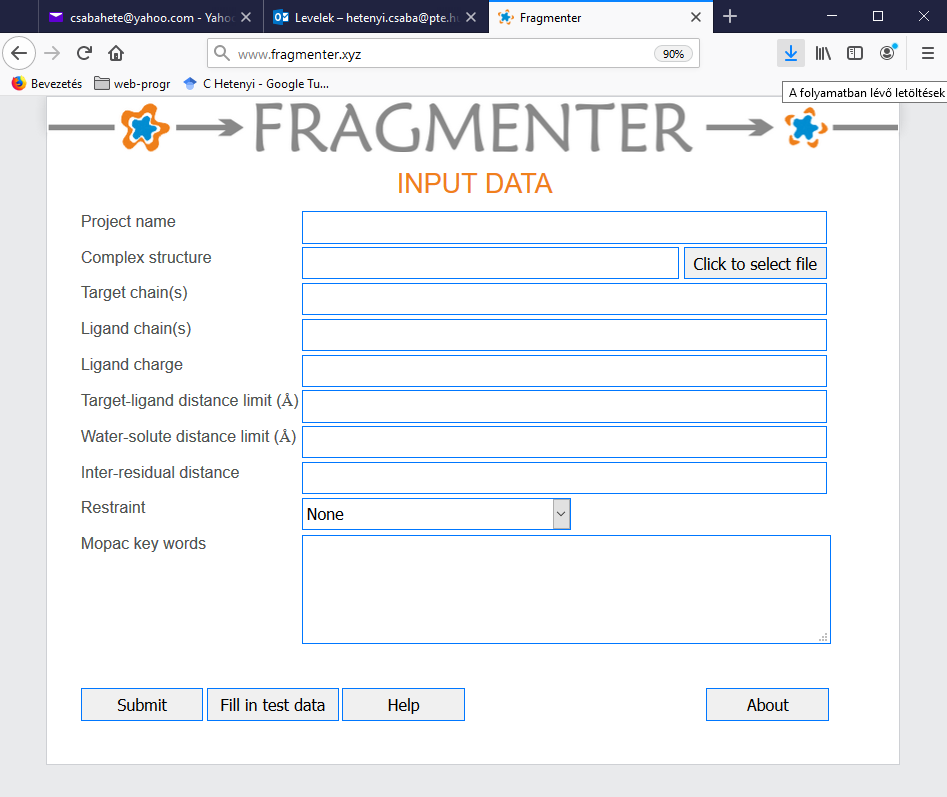 csabahete@yahoo.com - Yahoo
Levelek – hetenyi.csaba@pte.hu
Fragmenter
www.fragmenter.xyz
90%
Bevezetés
web-progr
C Hetenyi - Google Tu...
A folyamatban lévő letöltések
FRAGMENTER
INPUT DATA
Project name
Complex structure
Click to select file
Target chain(s)
Ligand chain(s)
Ligand charge
Target-ligand distance limit (Å)
Water-solute distance limit (Å)
Inter-residual distance
Restraint
None
Mopac key words
Submit
Fill in test data
Help
About